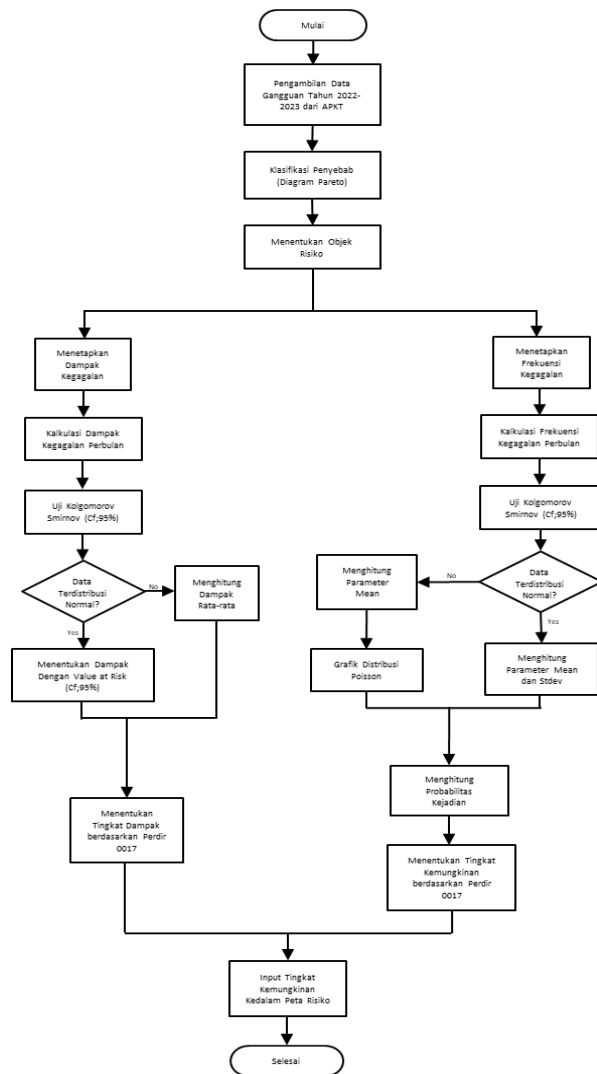 Mulai
Pengambilan Data
Gangguan Tahun 2022-
2023 dari APKT
Klasifikasi Penyebab
(Diagram Pareto)
Menentukan Objek
Risiko
Menetapkan
Dampak
Kegagalan
Kalkulasi Dampak
Kegagalan Perbulan
Uji Kolgomorov
Smirnov (Cf;95%)
Data
Terdistribusi
Normal?
No
Menghitung
Dampak
Rata-rata
Yes
Menentukan Dampak
Dengan Value at Risk
(Cf;95%)
Menentukan
Tingkat Dampak
berdasarkan Perdir
0017
Menetapkan
Frekuensi
Kegagalan
Kalkulasi Frekuensi
Kegagalan Perbulan
Uji Kolgomorov
Smirnov (Cf;95%)
Data
Terdistribusi
Normal?
No
Menghitung
Parameter
Mean
Grafik Distribusi
Poisson
Yes
Menghitung
Parameter Mean
dan Stdev
Menghitung
Probabilitas
Kejadian
Menentukan Tingkat
Kemungkinan
berdasarkan Perdir
0017
Input Tingkat
Kemungkinan
Kedalam Peta Risiko
Selesai